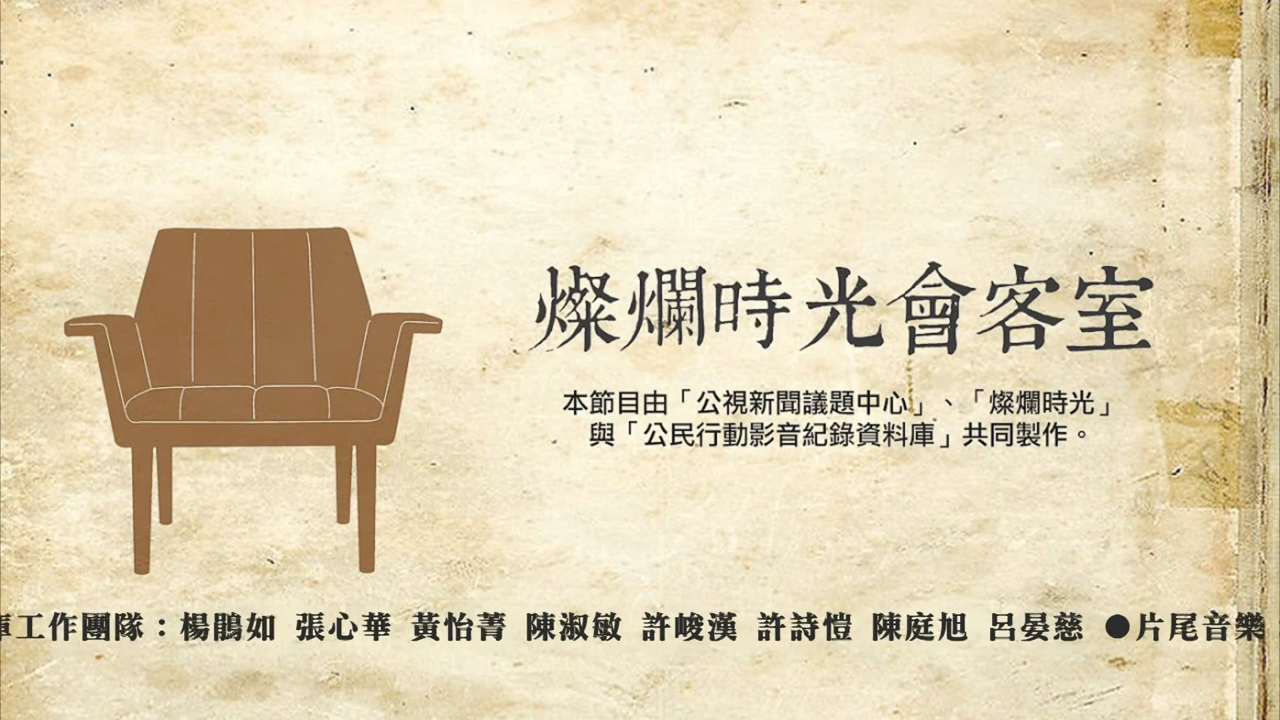 燦爛時光會客室
本節目由「公視新聞議題中心」、「燦爛時光」
與「公民行動影音紀錄資料庫」共同製作。
庫工作團隊：楊鵑如 張心華 黃怡菁 陳淑敏 許峻漢 許詩愷 陳庭旭 呂晏慈 ●片尾音樂